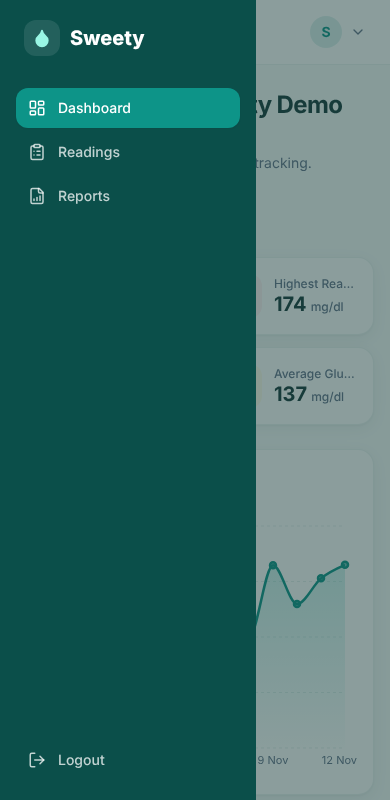 Sweety
S
Dashboard
ty Demo
Readings
tracking.
Reports
Highest Rea...
174 mg/dl
Average Glu...
137 mg/dl
9 Nov
12 Nov
Logout